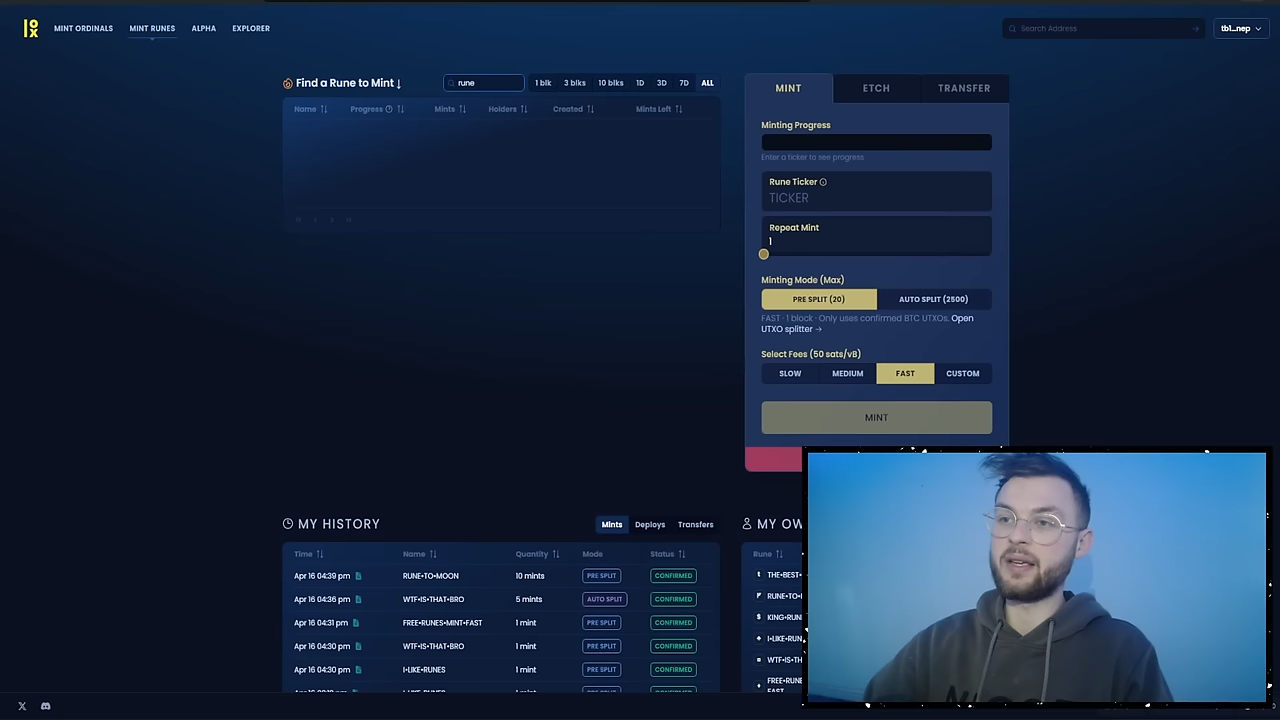 MINT ORDINALS
MINT RUNES
ALPHA
EXPLORER
Search Address
tb1...nep
Find a Rune to Mint
rune
1 blk
3 blks
10 blks
1D
3D
7D
ALL
Name
Progress
Mints
Holders
Created
Mints Left
MINT
ETCH
TRANSFER
Minting Progress
Enter a ticker to see progress
Rune Ticker
TICKER
Repeat Mint
1
Minting Mode (Max)
PRE SPLIT (20)
AUTO SPLIT (2500)
FAST · 1 block · Only uses confirmed BTC UTXOs. Open
UTXO splitter →
Select Fees (50 sats/vB)
SLOW
MEDIUM
FAST
CUSTOM
MINT
MY HISTORY
Mints
Deploys
Transfers
Time
Name
Quantity
Mode
Status
Apr 16 04:39 pm RUNE•TO•MOON 10 mints PRE SPLIT CONFIRMED
Apr 16 04:36 pm WTF•IS•THAT•BRO 5 mints AUTO SPLIT CONFIRMED
Apr 16 04:31 pm FREE•RUNES•MINT•FAST 1 mint PRE SPLIT CONFIRMED
Apr 16 04:30 pm WTF•IS•THAT•BRO 1 mint PRE SPLIT CONFIRMED
Apr 16 04:30 pm I•LIKE•RUNES 1 mint PRE SPLIT CONFIRMED
MY OW
Rune
THE•BEST•
RUNE•TO•
KING•RUN
I•LIKE•RUN
WTF•IS•TH
FREE•RUNE
FAST